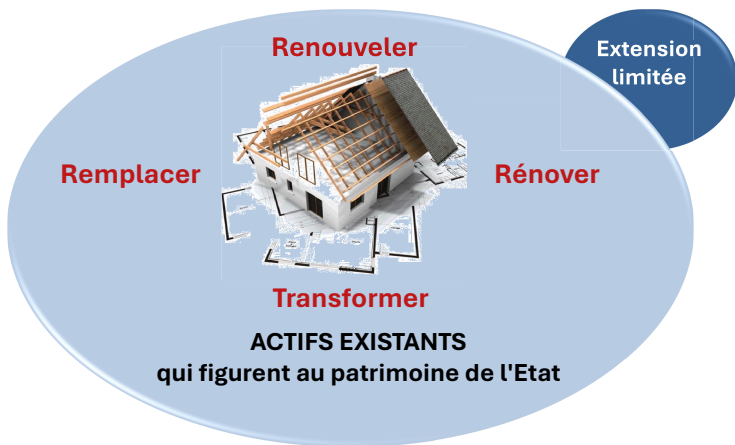 Renouveler
Extension
limitée
Remplacer
Rénover
Transformer
ACTIFS EXISTANTS
qui figurent au patrimoine de l'Etat